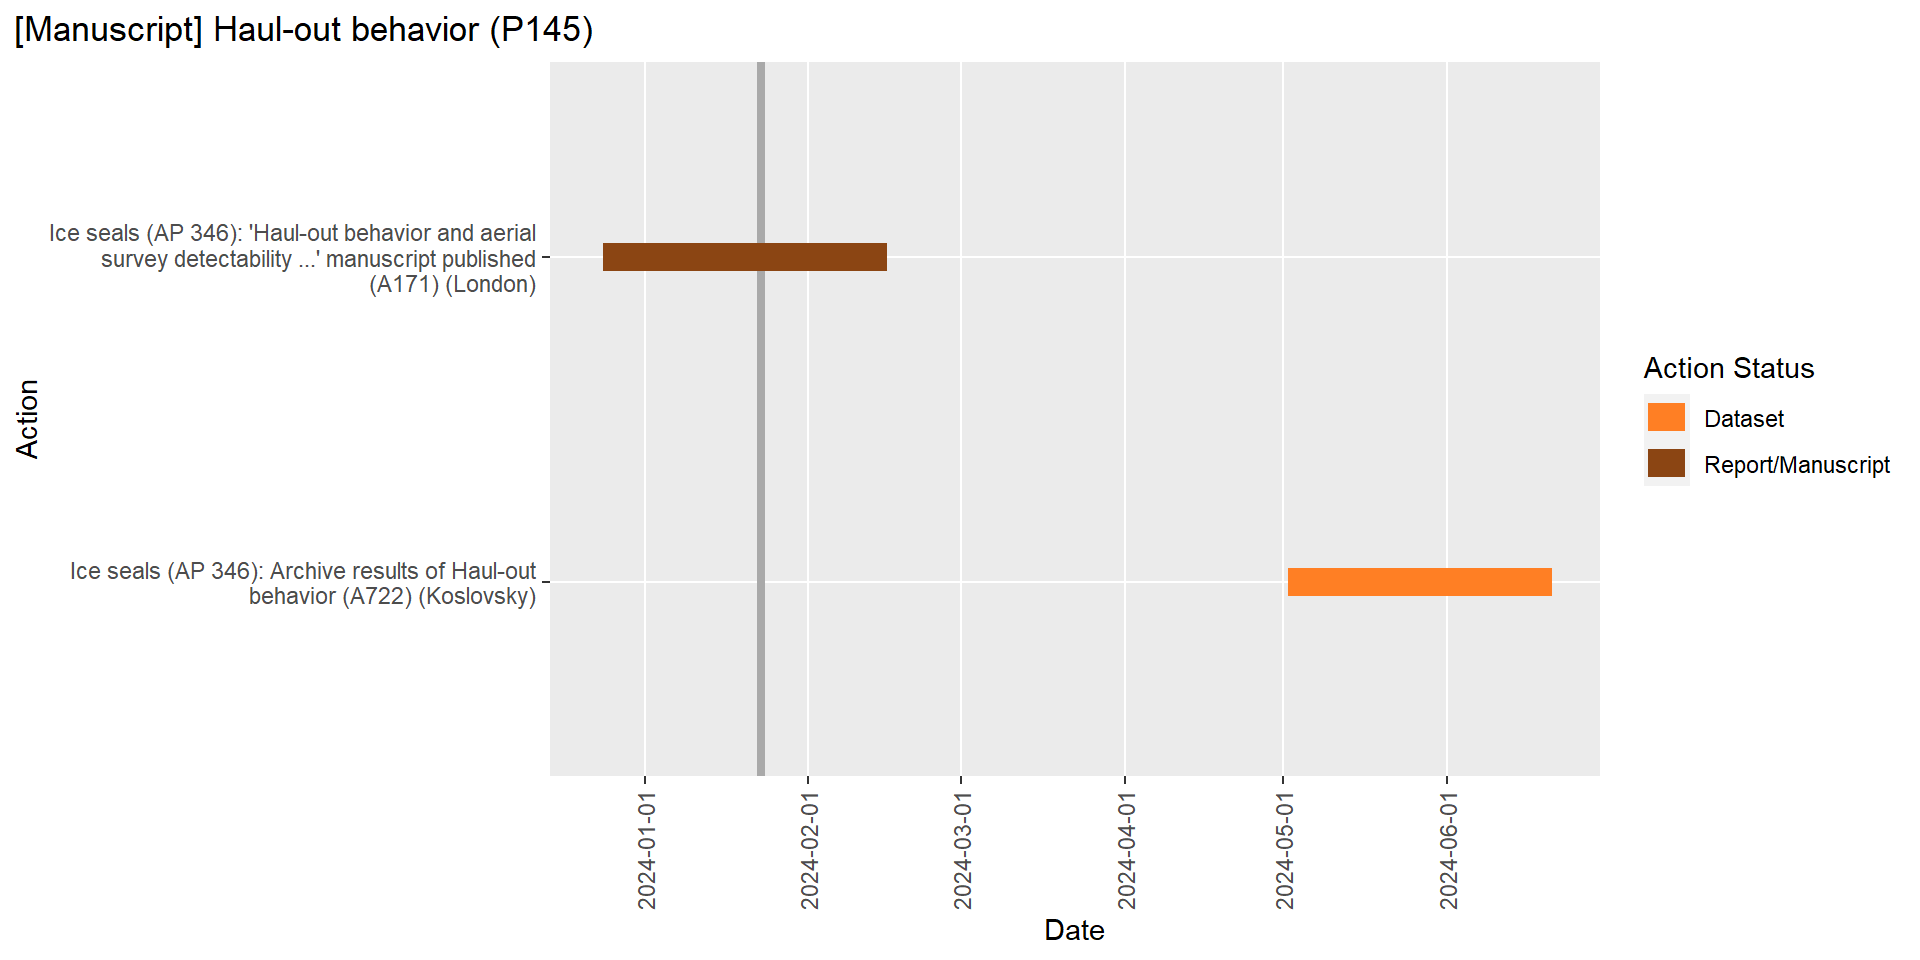 [Manuscript] Haul-out behavior (P145)
Action
Ice seals (AP 346): 'Haul-out behavior and aerial
survey detectability ...' manuscript published
(A171) (London)
Ice seals (AP 346): Archive results of Haul-out
behavior (A722) (Koslovsky)
2024-01-01
2024-02-01
2024-03-01
2024-04-01
2024-05-01
2024-06-01
Date
Action Status
Dataset
Report/Manuscript